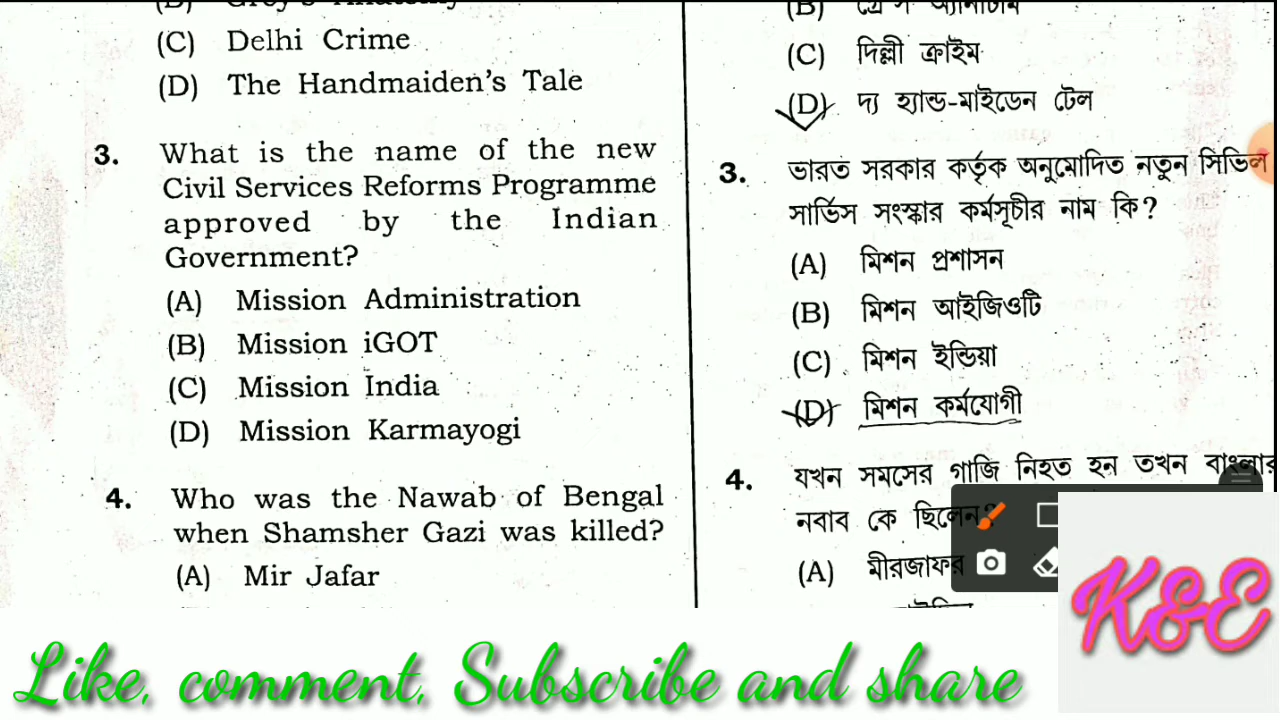 (C) Delhi Crime
(D) The Handmaiden's Tale
3. What is the name of the new
Civil Services Reforms Programme
approved by the Indian
Government?
(A) Mission Administration
(B) Mission iGOT
(C) Mission India
(D) Mission Karmayogi
4. Who was the Nawab of Bengal
when Shamsher Gazi was killed?
(A) Mir Jafar
(C) দিল্লী ক্রাইম
(D) দ্য হ্যান্ড-মাইডেন টেল
3. ভারত সরকার কর্তৃক অনুমোদিত নতুন সিভিল
সার্ভিস সংস্কার কর্মসূচীর নাম কি?
(A) মিশন প্রশাসন
(B) মিশন আইজিওটি
(C) মিশন ইন্ডিয়া
(D) মিশন কর্মযোগী
4. যখন সমসের গাজি নিহত হন তখন বাংলার
নবাব কে ছিলেন?
(A) মীরজাফর
K&E
Like, comment, Subscribe and share